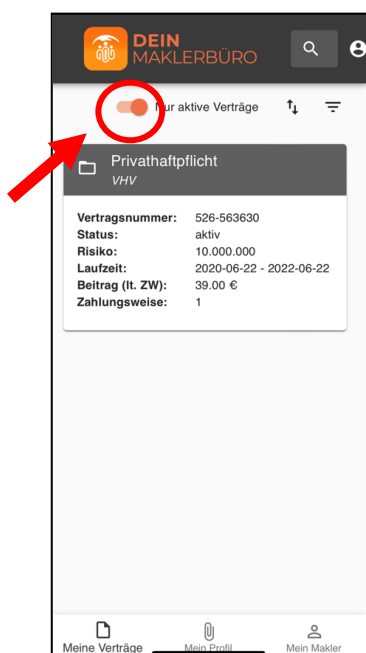 DEIN
MAKLERBÜRO
Nur aktive Verträge
Privathaftpflicht
VHV
Vertragsnummer: 526-563630
Status: aktiv
Risiko: 10.000.000
Laufzeit: 2020-06-22 - 2022-06-22
Beitrag (lt. ZW): 39.00 €
Zahlungsweise: 1
Meine Verträge Mein Profil Mein Makler